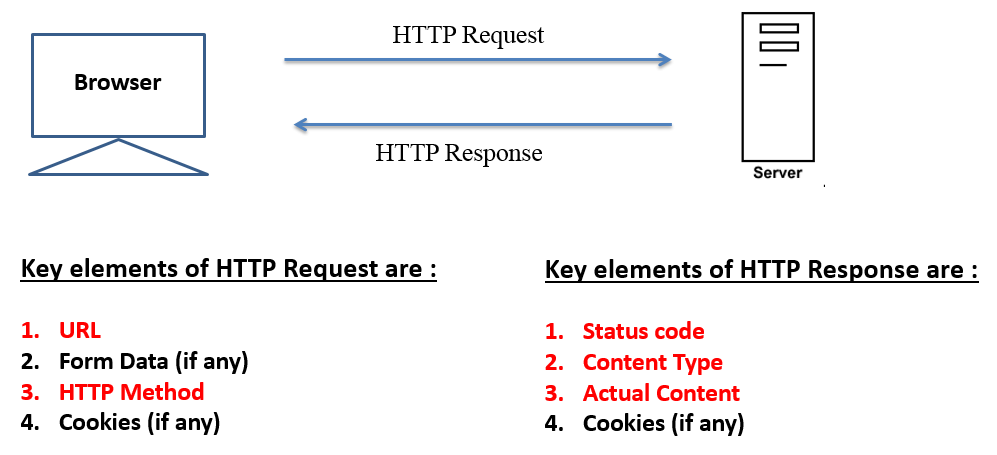 HTTP Request
Browser
HTTP Response
Server
Key elements of HTTP Request are :
1. URL
2. Form Data (if any)
3. HTTP Method
4. Cookies (if any)
Key elements of HTTP Response are :
1. Status code
2. Content Type
3. Actual Content
4. Cookies (if any)